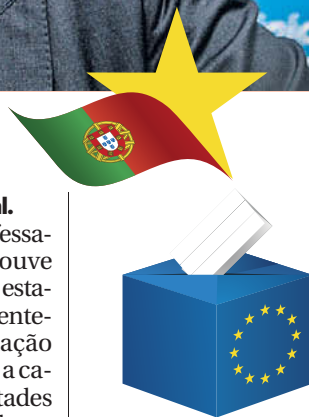 l.
essa-
ouve
esta-
ente-
ação
a ca-
tades